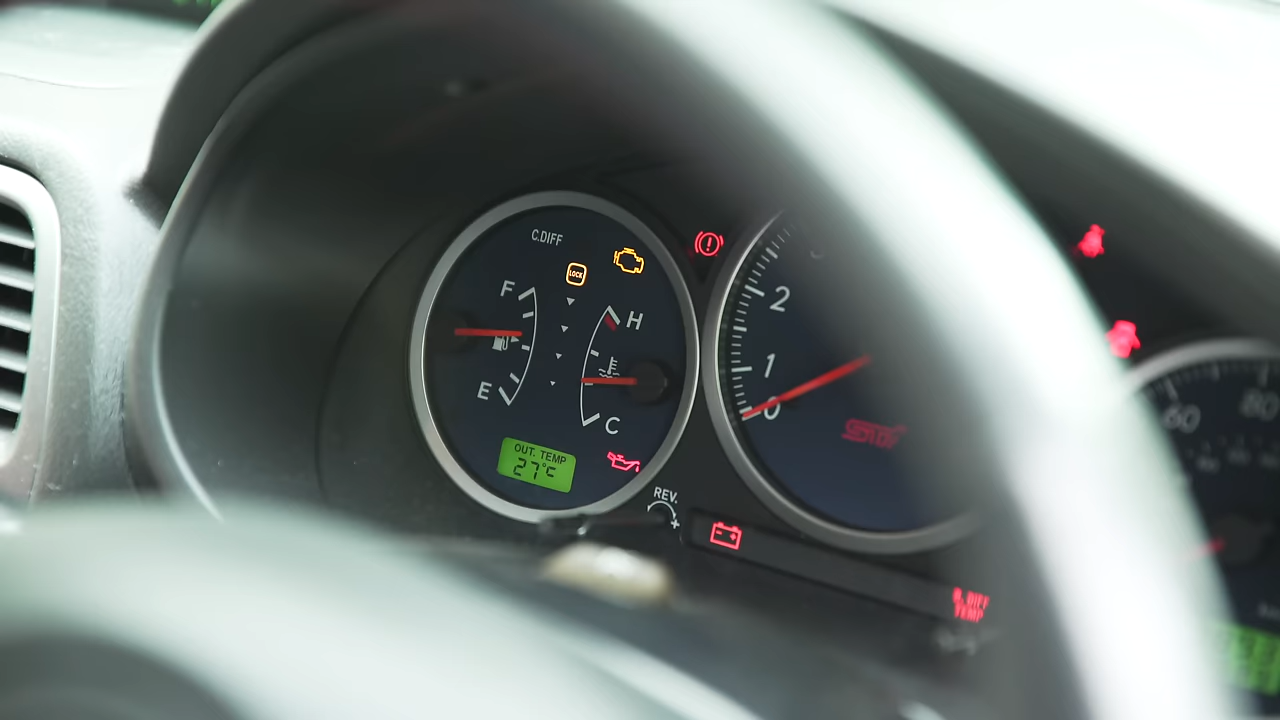 C.DIFF
LOCK
F
H
E
C
OUT. TEMP
27°C
2
1
0
STi
REV.
R.DIFF
TEMP
60
80